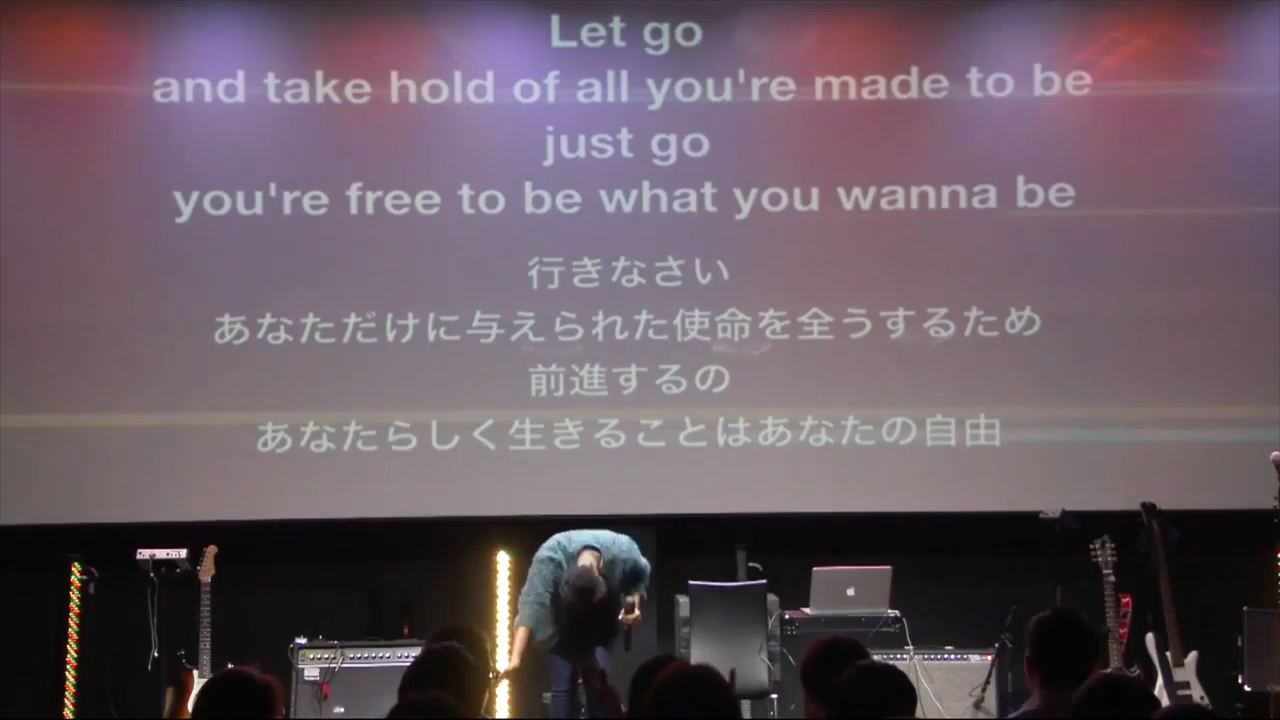 Let go
and take hold of all you're made to be
just go
you're free to be what you wanna be
行きなさい
あなただけに与えられた使命を全うするため
前進するの
あなたらしく生きることはあなたの自由